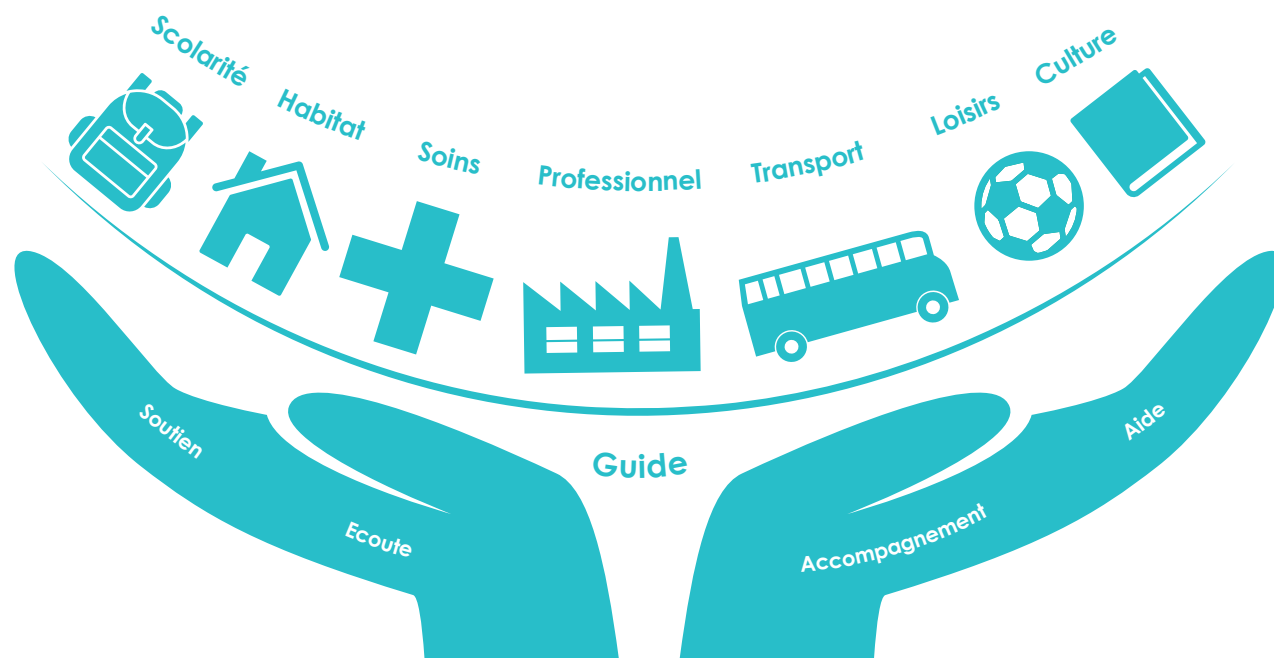 Scolarité
Habitat
Soins
Professionnel
Transport
Loisirs
Culture
Guide
Soutien
Ecoute
Accompagnement
Aide